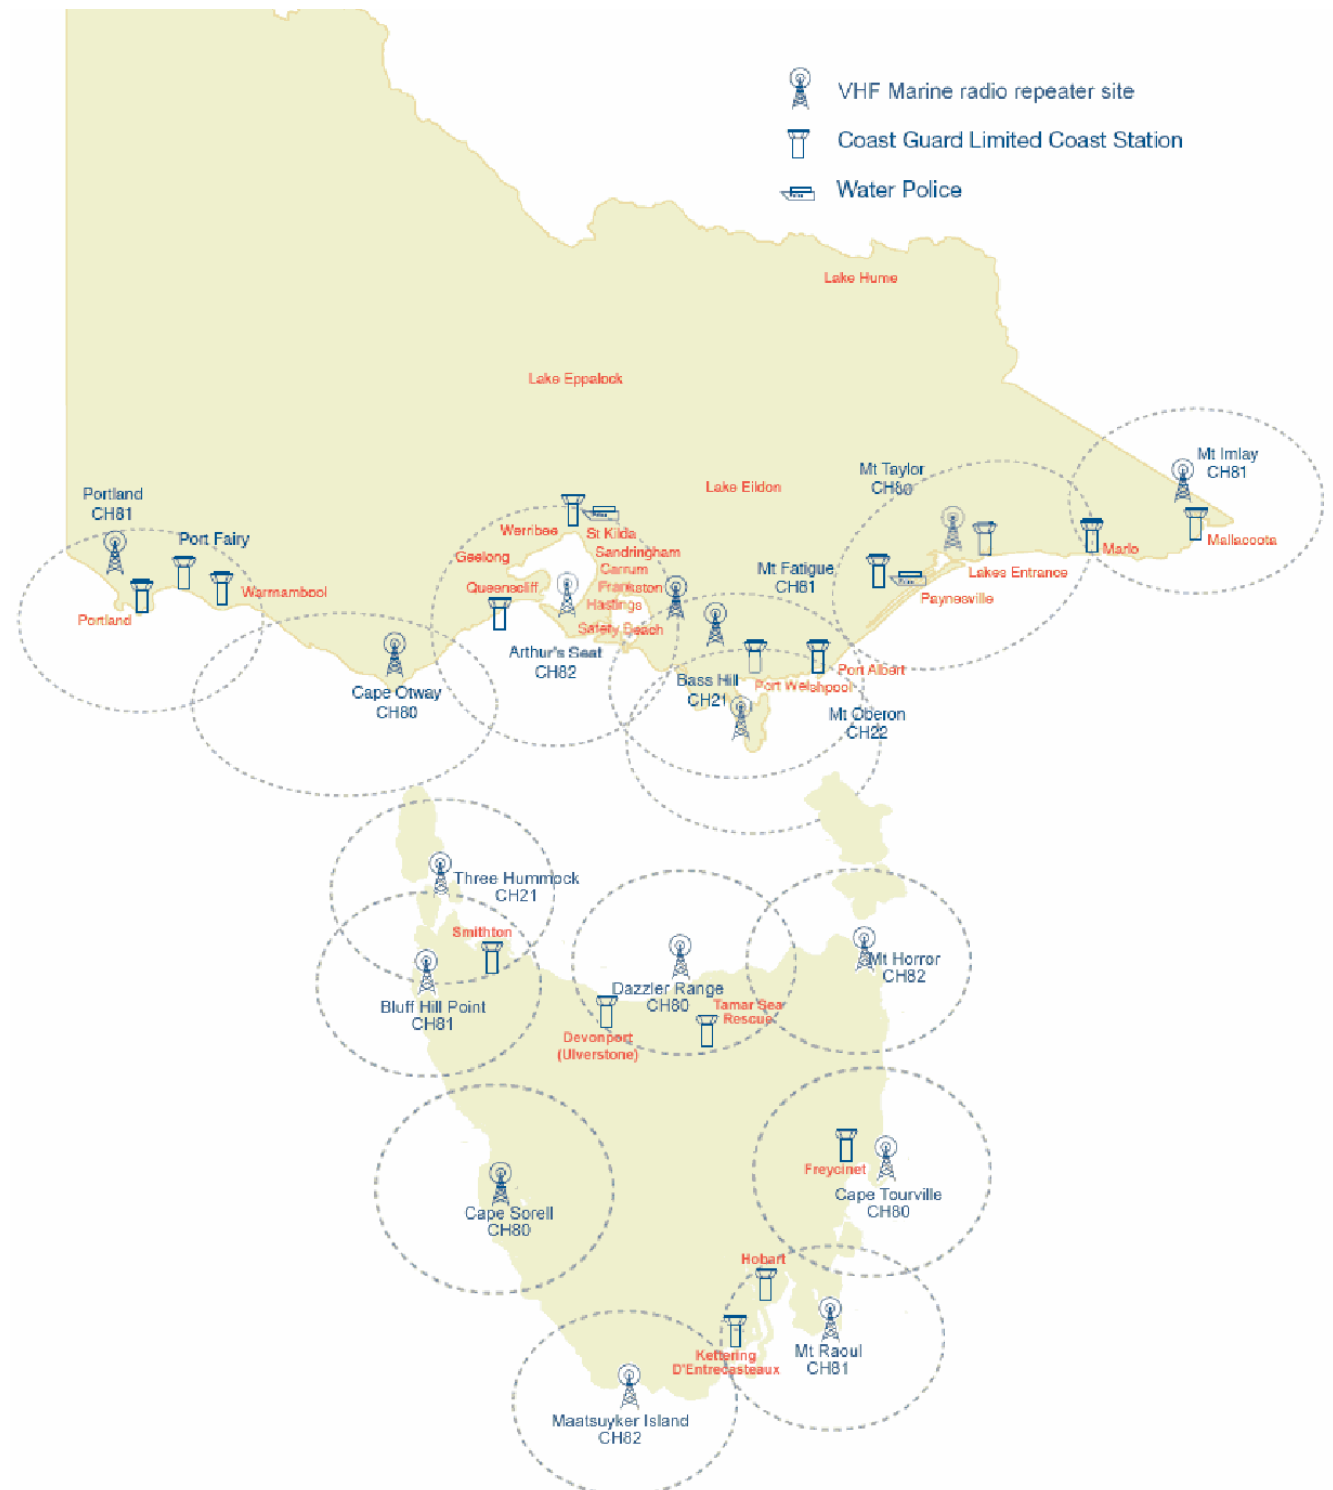 VHF Marine radio repeater site
Coast Guard Limited Coast Station
Water Police
Lake Hume
Lake Eppalock
Mt Imlay
CH81
Mt Taylor
CH80
Lake Eildon
Portland
CH81
Port Fairy
Werribee
St Kilda
Mallacoota
Marlo
Geelong
Sandringham
Carrum
Mt Fatigue
CH81
Lakes Entrance
Queenscliff
Frankston
Warrnambool
Paynesville
Hastings
Portland
Safety Beach
Arthur's Seat
CH82
Port Albert
Bass Hill
CH21
Port Welshpool
Cape Otway
CH80
Mt Oberon
CH22
Three Hummock
CH21
Smithton
Mt Horror
CH82
Dazzler Range
CH80
Bluff Hill Point
CH81
Tamar Sea
Rescue
Devonport
(Ulverstone)
Freycinet
Cape Tourville
CH80
Cape Sorell
CH80
Hobart
Mt Raoul
CH81
Kettering
D'Entrecasteaux
Maatsuyker Island
CH82